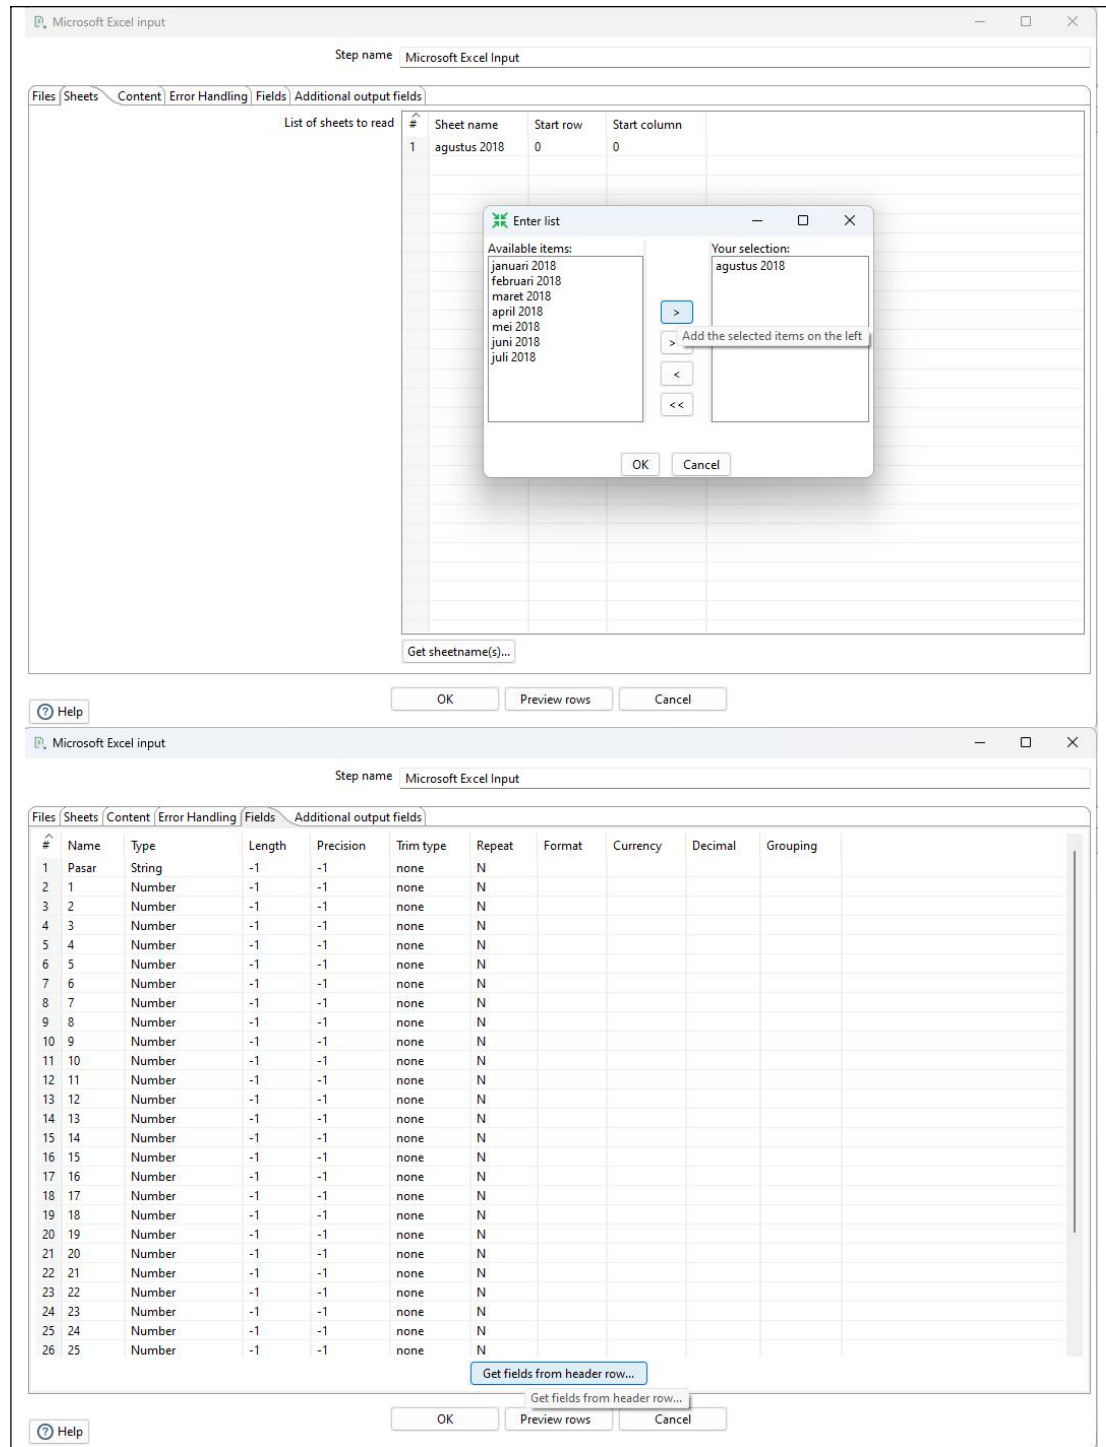 Microsoft Excel input
Step name Microsoft Excel Input
Files Sheets Content Error Handling Fields Additional output fields
List of sheets to read # Sheet name Start row Start column
1 agustus 2018 0 0
Enter list
Available items: Your selection:
januari 2018 agustus 2018
februari 2018
maret 2018
april 2018 >
mei 2018 Add the selected items on the left
juni 2018 >
juli 2018
<
<<
OK Cancel
Get sheetname(s)...
OK Preview rows Cancel
Help
Microsoft Excel input
Step name Microsoft Excel Input
Files Sheets Content Error Handling Fields Additional output fields
# Name Type Length Precision Trim type Repeat Format Currency Decimal Grouping
1 Pasar String -1 -1 none N
2 1 Number -1 -1 none N
3 2 Number -1 -1 none N
4 3 Number -1 -1 none N
5 4 Number -1 -1 none N
6 5 Number -1 -1 none N
7 6 Number -1 -1 none N
8 7 Number -1 -1 none N
9 8 Number -1 -1 none N
10 9 Number -1 -1 none N
11 10 Number -1 -1 none N
12 11 Number -1 -1 none N
13 12 Number -1 -1 none N
14 13 Number -1 -1 none N
15 14 Number -1 -1 none N
16 15 Number -1 -1 none N
17 16 Number -1 -1 none N
18 17 Number -1 -1 none N
19 18 Number -1 -1 none N
20 19 Number -1 -1 none N
21 20 Number -1 -1 none N
22 21 Number -1 -1 none N
23 22 Number -1 -1 none N
24 23 Number -1 -1 none N
25 24 Number -1 -1 none N
26 25 Number -1 -1 none N
Get fields from header row...
Get fields from header row...
OK Preview rows Cancel
Help